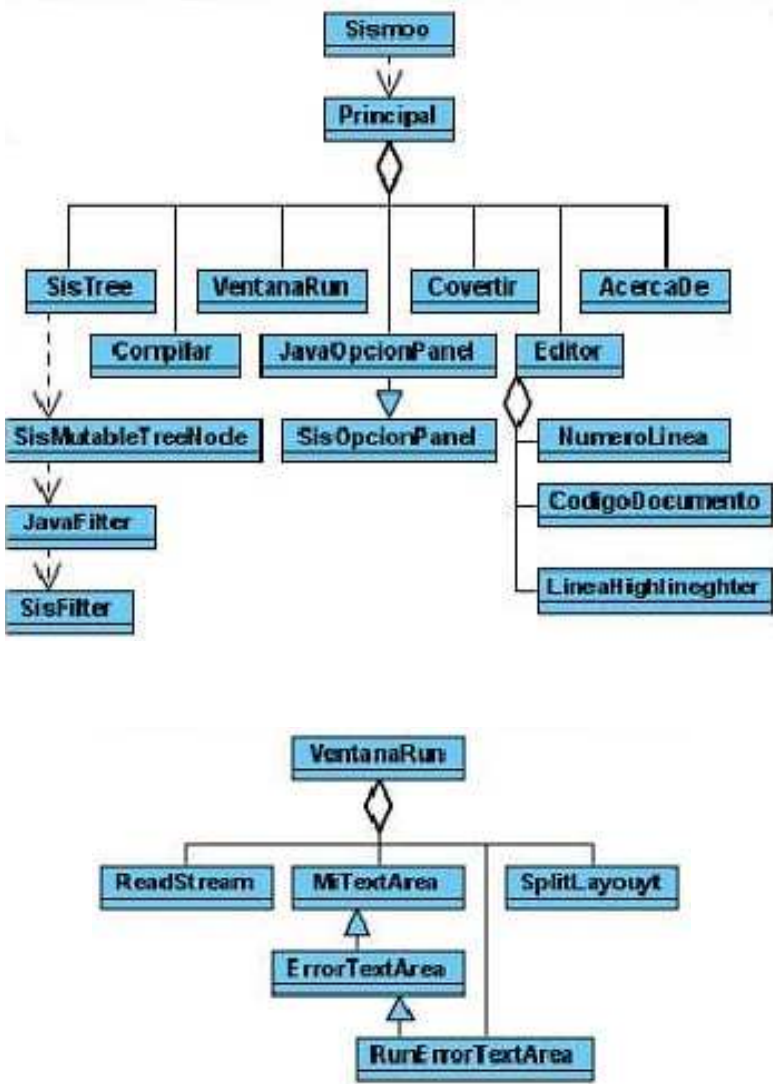 Sismoo
Principal
SisTree
VentanaRun
Covertir
AcercaDe
Compilar
JavaOpcionPanel
Editor
SisMutableTreeNode
SisOpcionPanel
NumeroLinea
JavaFilter
CodigoDocumento
SisFilter
LineaHighlineghter
VentanaRun
ReadStream
MiTextArea
SplitLayouyt
ErrorTextArea
RunErrorTextArea